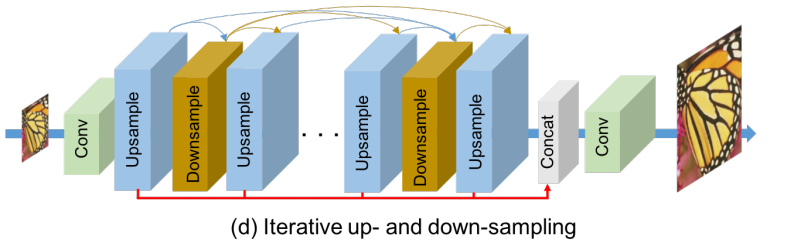 Conv
Upsample
Downsample
Upsample
. . .
Upsample
Downsample
Upsample
Concat
Conv
(d) Iterative up- and down-sampling